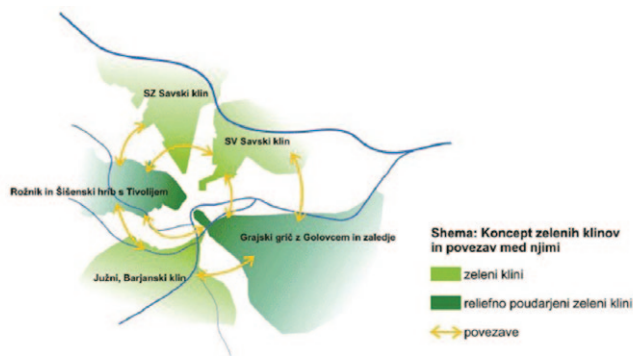 SZ Savski klin
SV Savski klin
Rožnik in Šišenski hrib s Tivolijem
Grajski grič z Golovcem in zaledje
Južni, Barjanski klin
Shema: Koncept zelenih klinov
in povezav med njimi
zeleni klini
reliefno poudarjeni zeleni klini
povezave